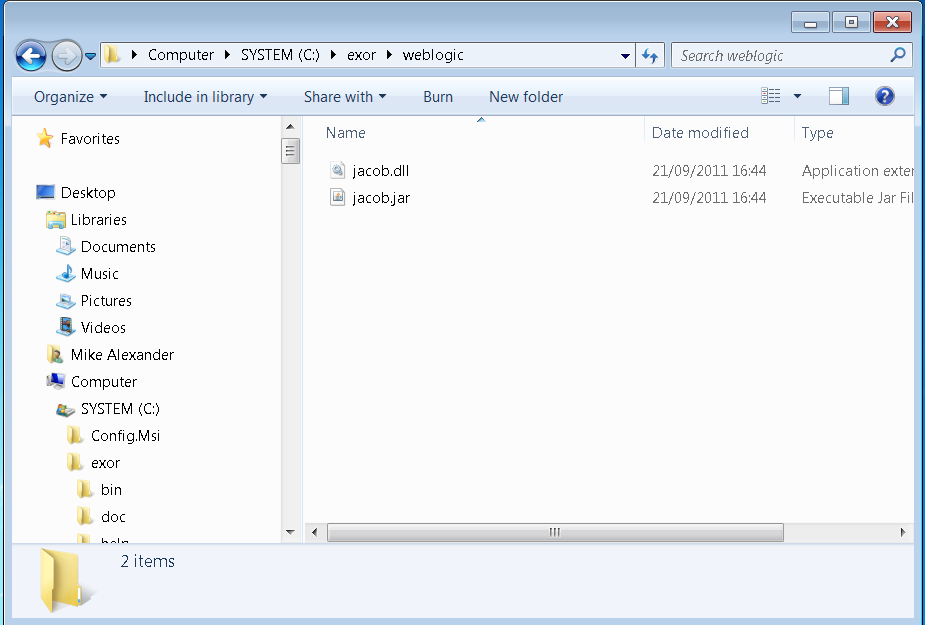 Computer SYSTEM (C:) exor weblogic Search weblogic
Organize Include in library Share with Burn New folder
Favorites
Desktop
Libraries
Documents
Music
Pictures
Videos
Mike Alexander
Computer
SYSTEM (C:)
Config.Msi
exor
bin
doc
help
Name Date modified Type
jacob.dll 21/09/2011 16:44 Application exten
jacob.jar 21/09/2011 16:44 Executable Jar Fil
2 items